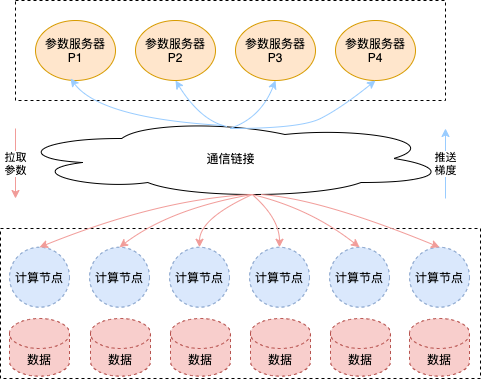 参数服务器
P1
参数服务器
P2
参数服务器
P3
参数服务器
P4
拉取
参数
通信链接
推送
梯度
计算节点
计算节点
计算节点
计算节点
计算节点
计算节点
数据
数据
数据
数据
数据
数据